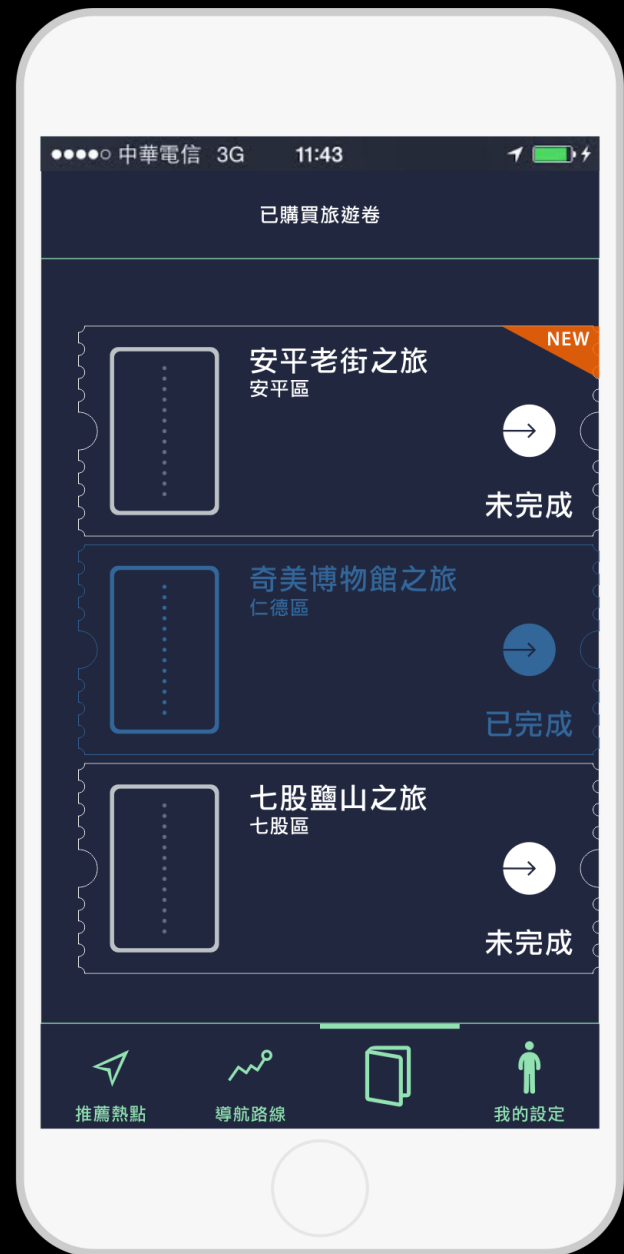 中華電信 3G 11:43
已購買旅遊卷
NEW
安平老街之旅
安平區
未完成
奇美博物館之旅
仁德區
已完成
七股鹽山之旅
七股區
未完成
推薦熱點 導航路線 我的設定